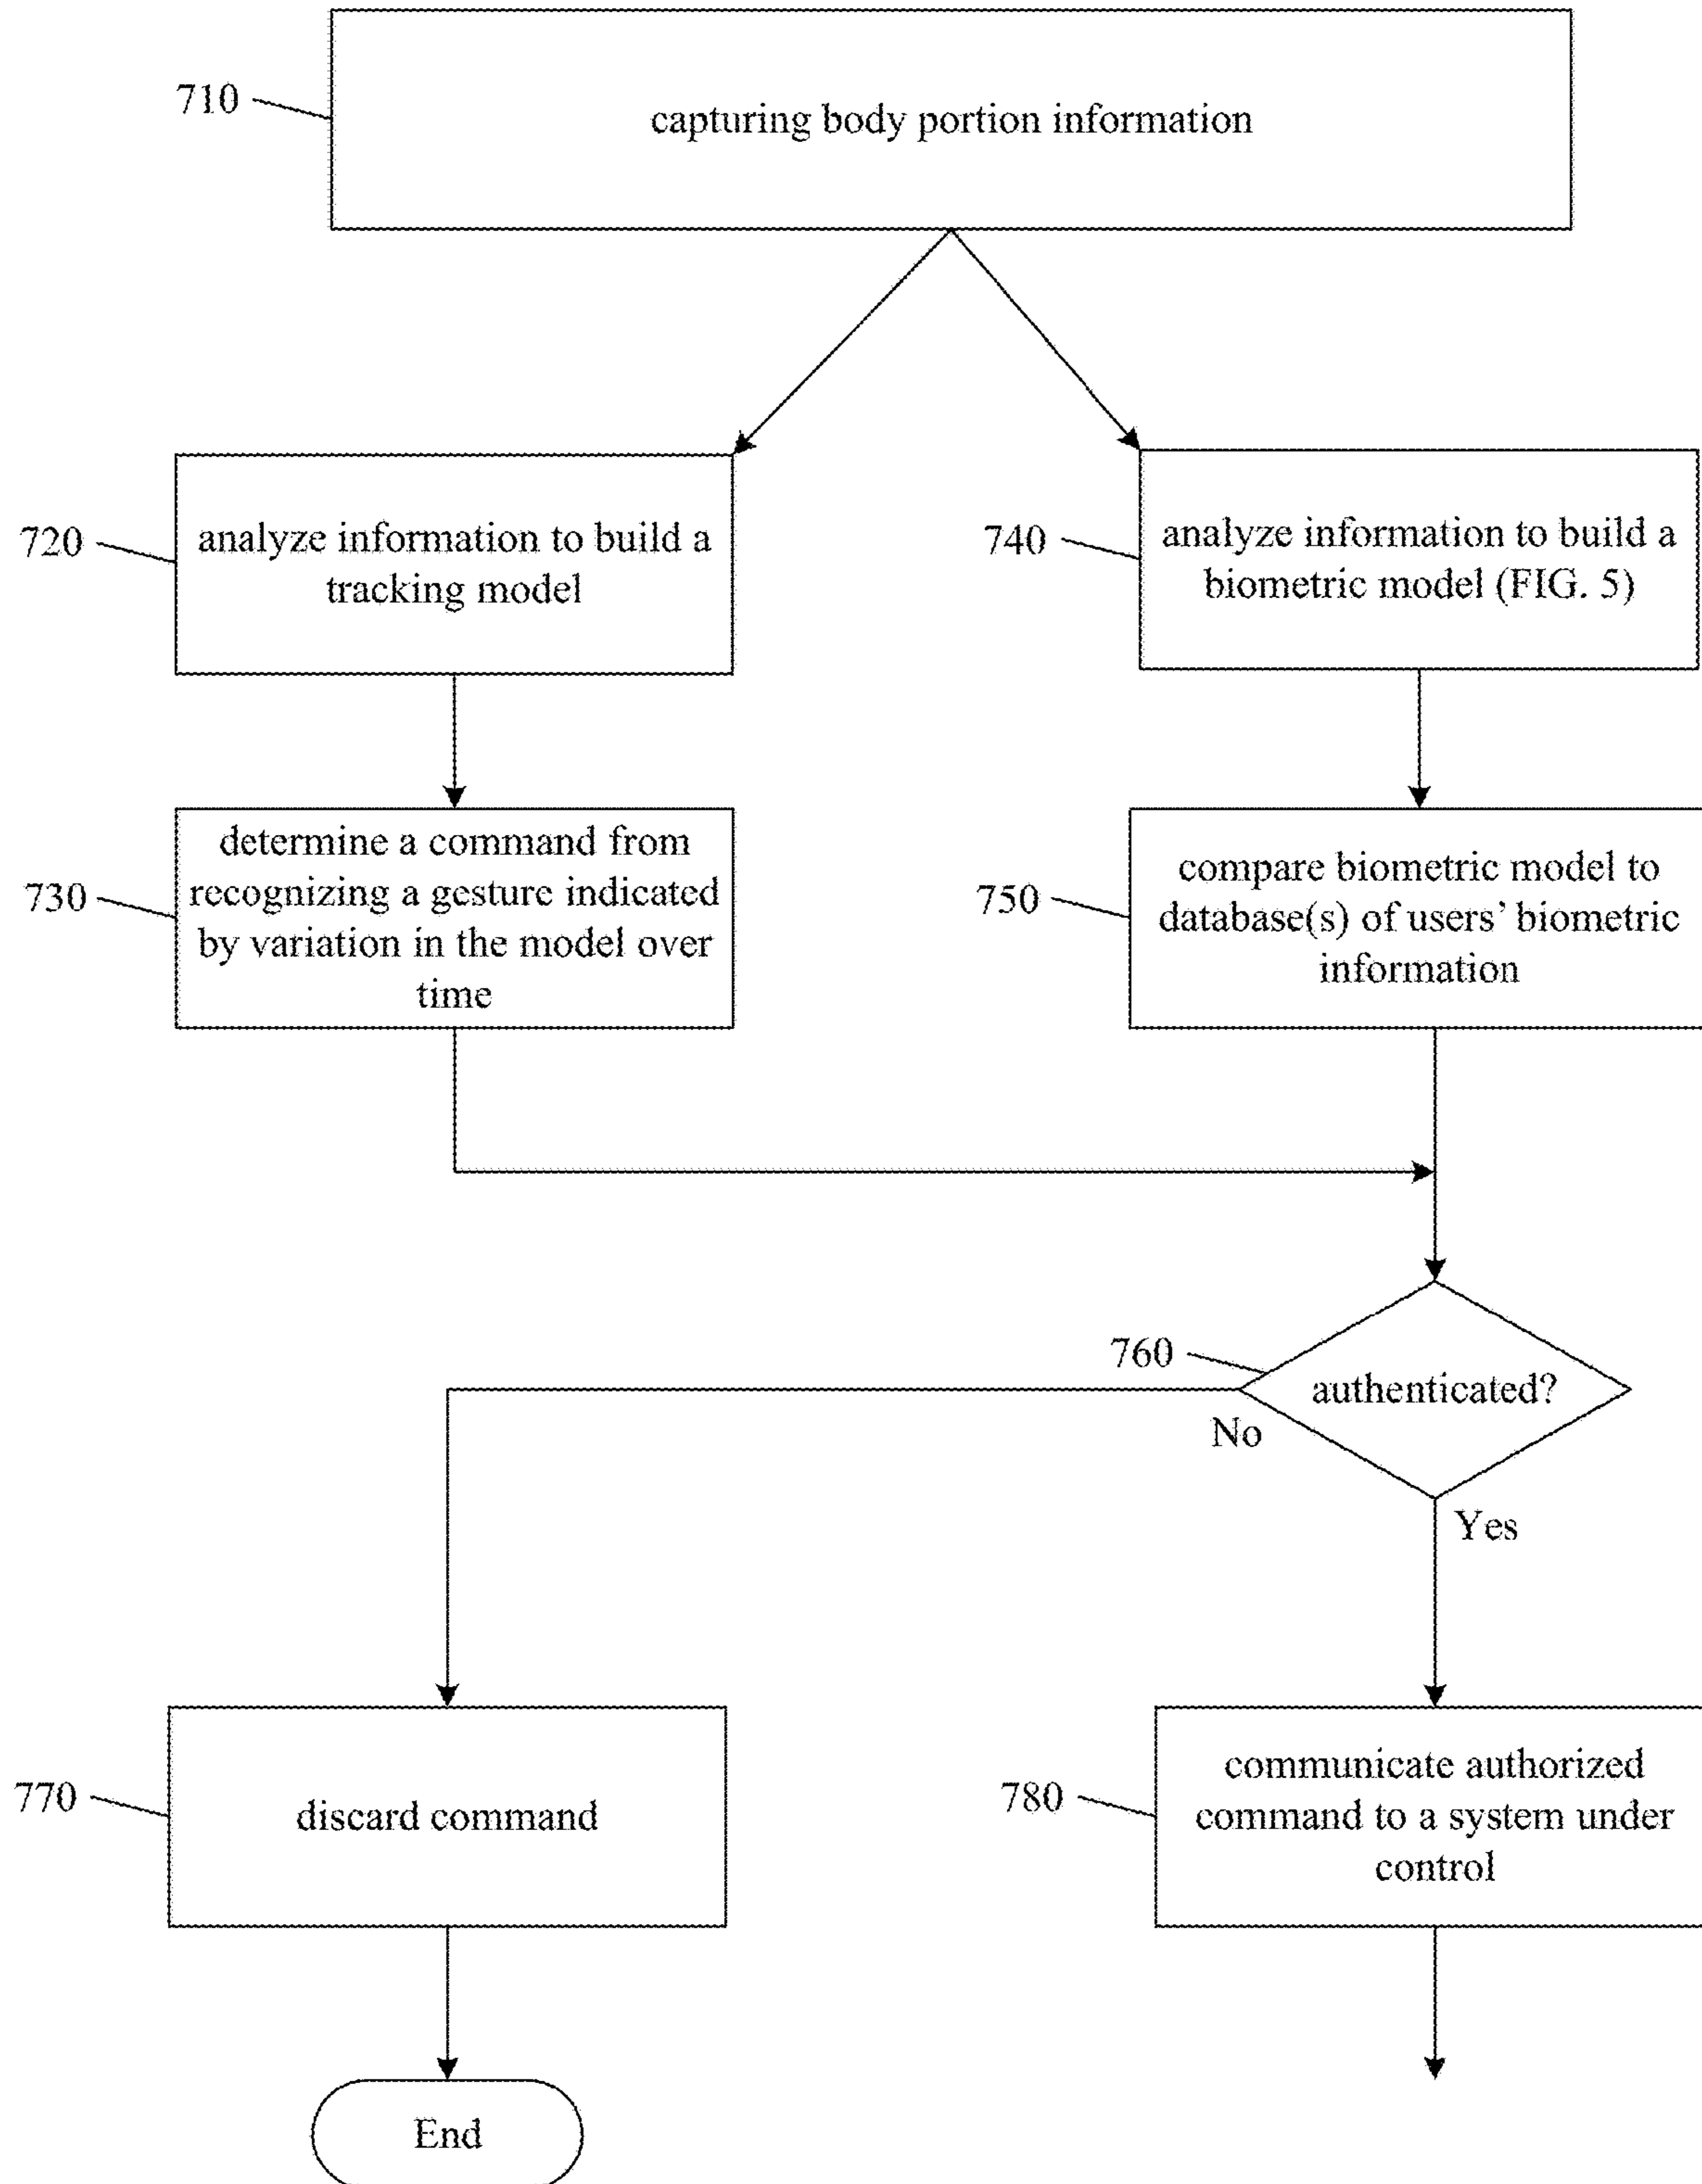 710
capturing body portion information
720
analyze information to build a
tracking model
740
analyze information to build a
biometric model (FIG. 5)
730
determine a command from
recognizing a gesture indicated
by variation in the model over
time
750
compare biometric model to
database(s) of users’ biometric
information
760
authenticated?
No
Yes
770
discard command
780
communicate authorized
command to a system under
control
End